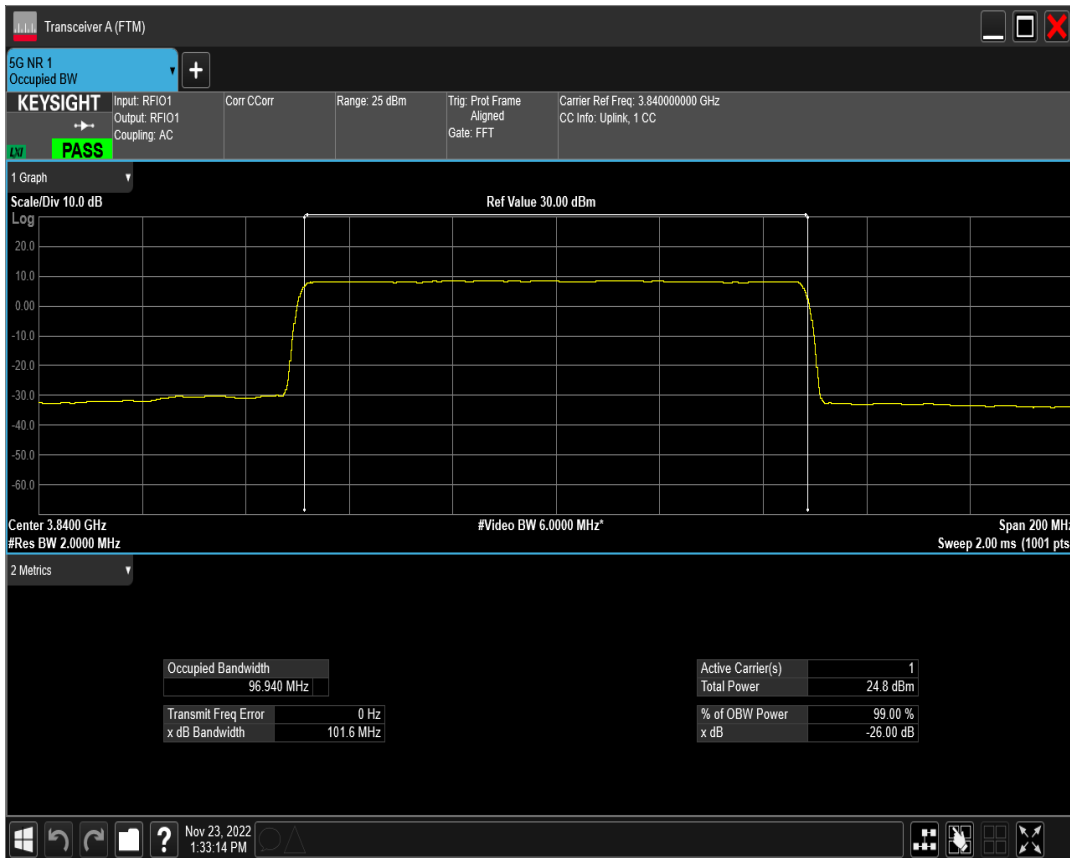 Transceiver A (FTM)
5G NR 1
Occupied BW
+
KEYSIGHT
LXI
PASS
Input: RFIO1
Output: RFIO1
Coupling: AC
Corr CCorr
Range: 25 dBm
Trig: Prot Frame
Aligned
Gate: FFT
Carrier Ref Freq: 3.840000000 GHz
CC Info: Uplink, 1 CC
1 Graph
Scale/Div 10.0 dB
Ref Value 30.00 dBm
Log
20.0
10.0
0.00
-10.0
-20.0
-30.0
-40.0
-50.0
-60.0
Center 3.8400 GHz
#Video BW 6.0000 MHz*
Span 200 MHz
#Res BW 2.0000 MHz
Sweep 2.00 ms (1001 pts
2 Metrics
Occupied Bandwidth
96.940 MHz
Transmit Freq Error 0 Hz
x dB Bandwidth 101.6 MHz
Active Carrier(s) 1
Total Power 24.8 dBm
% of OBW Power 99.00 %
x dB -26.00 dB
?
Nov 23, 2022
1:33:14 PM